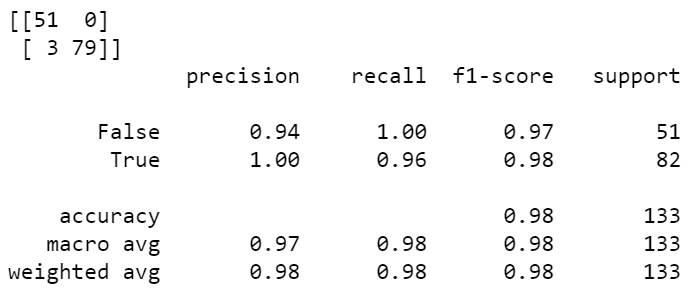 [[51  0]
 [ 3 79]]
              precision    recall  f1-score   support

       False       0.94      1.00      0.97        51
        True       1.00      0.96      0.98        82

    accuracy                           0.98       133
   macro avg       0.97      0.98      0.98       133
weighted avg       0.98      0.98      0.98       133